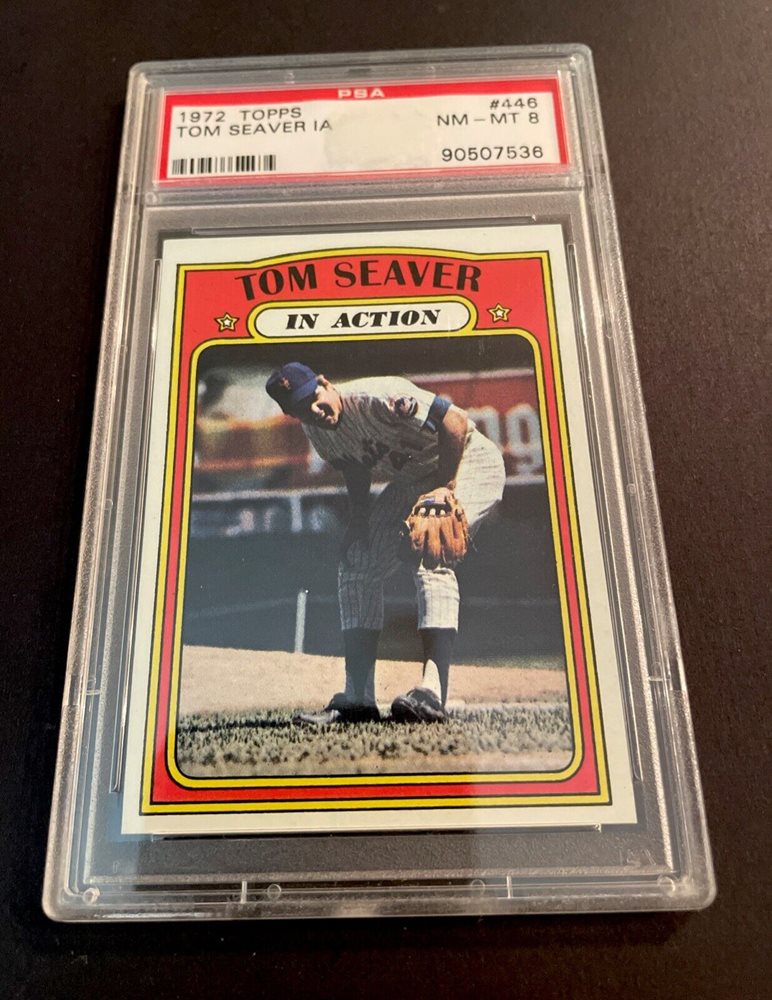 PSA
1972 TOPPS #446
TOM SEAVER IA NM - MT 8
90507536
TOM SEAVER
IN ACTION